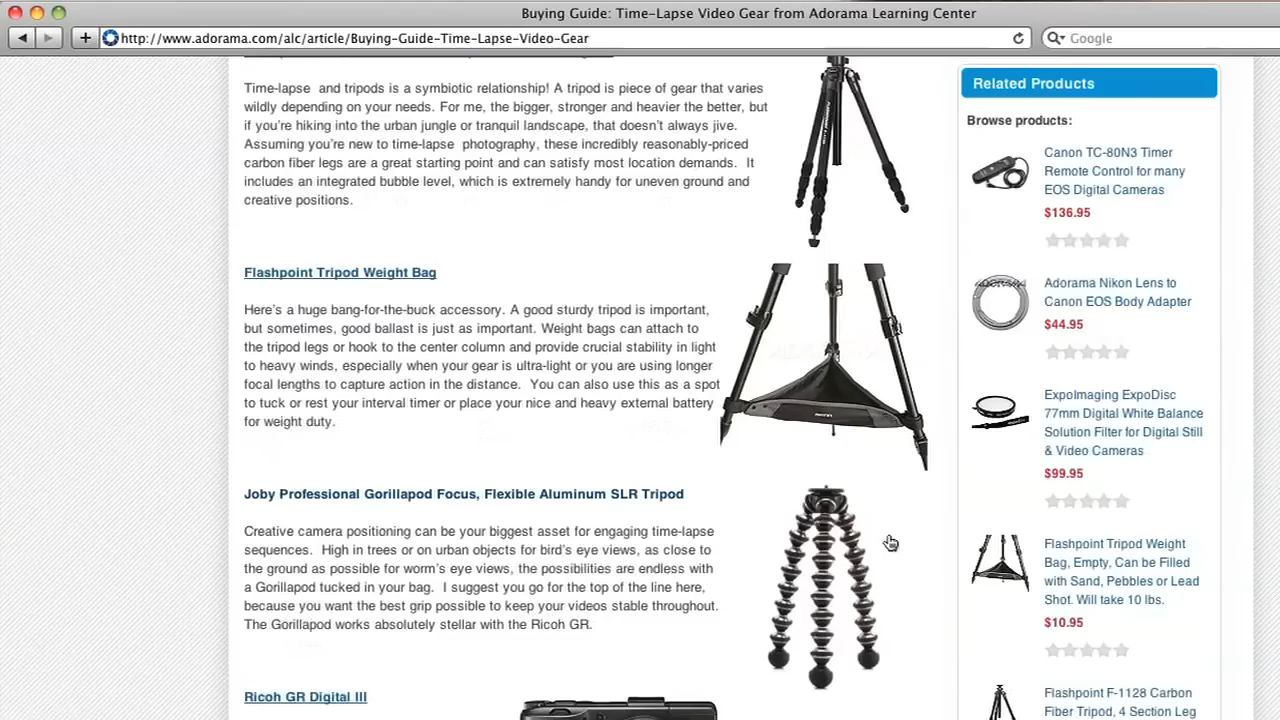 Buying Guide: Time-Lapse Video Gear from Adorama Learning Center
http://www.adorama.com/alc/article/Buying-Guide-Time-Lapse-Video-Gear
Google
Time-lapse and tripods is a symbiotic relationship! A tripod is piece of gear that varies
wildly depending on your needs. For me, the bigger, stronger and heavier the better, but
if you're hiking into the urban jungle or tranquil landscape, that doesn't always jive.
Assuming you're new to time-lapse photography, these incredibly reasonably-priced
carbon fiber legs are a great starting point and can satisfy most location demands. It
includes an integrated bubble level, which is extremely handy for uneven ground and
creative positions.
Flashpoint Tripod Weight Bag
Here's a huge bang-for-the-buck accessory. A good sturdy tripod is important,
but sometimes, good ballast is just as important. Weight bags can attach to
the tripod legs or hook to the center column and provide crucial stability in light
to heavy winds, especially when your gear is ultra-light or you are using longer
focal lengths to capture action in the distance. You can also use this as a spot
to tuck or rest your interval timer or place your nice and heavy external battery
for weight duty.
Joby Professional Gorillapod Focus, Flexible Aluminum SLR Tripod
Creative camera positioning can be your biggest asset for engaging time-lapse
sequences. High in trees or on urban objects for bird's eye views, as close to
the ground as possible for worm's eye views, the possibilities are endless with
a Gorillapod tucked in your bag. I suggest you go for the top of the line here,
because you want the best grip possible to keep your videos stable throughout.
The Gorillapod works absolutely stellar with the Ricoh GR.
Ricoh GR Digital III
Related Products
Browse products:
Canon TC-80N3 Timer
Remote Control for many
EOS Digital Cameras
$136.95
Adorama Nikon Lens to
Canon EOS Body Adapter
$44.95
ExpoImaging ExpoDisc
77mm Digital White Balance
Solution Filter for Digital Still
& Video Cameras
$99.95
Flashpoint Tripod Weight
Bag, Empty, Can be Filled
with Sand, Pebbles or Lead
Shot. Will take 10 lbs.
$10.95
Flashpoint F-1128 Carbon
Fiber Tripod, 4 Section Leg